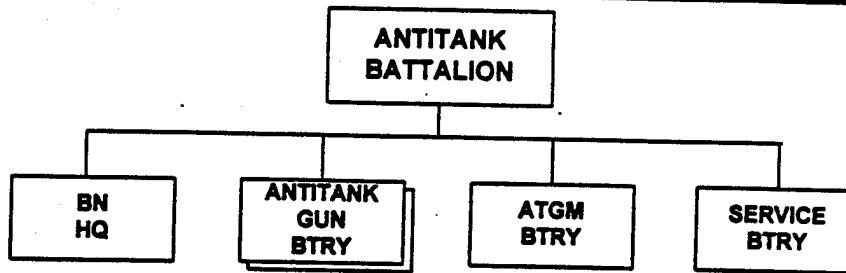 ANTITANK
BATTALION
BN
HQ
ANTITANK
GUN
BTRY
ATGM
BTRY
SERVICE
BTRY